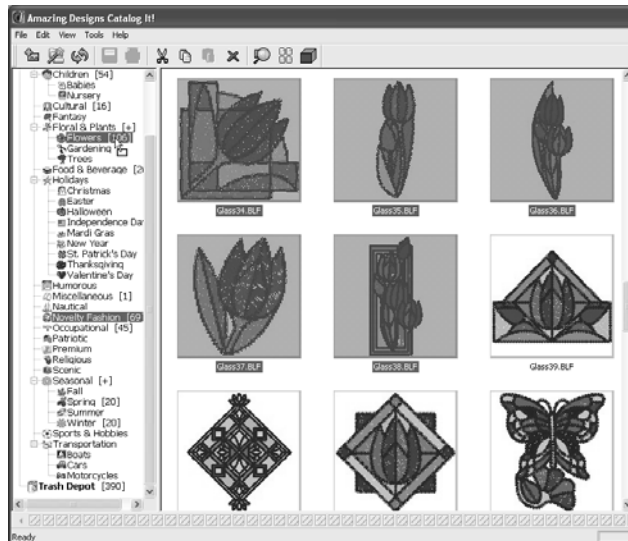 Amazing Designs Catalog It!
File Edit View Tools Help
Children [54]
Babies
Nursery
Cultural [16]
Fantasy
Floral & Plants [+]
Flowers [106]
Gardening
Trees
Food & Beverage [20
Holidays
Christmas
Easter
Halloween
Independence Da
Mardi Gras
New Year
St. Patrick's Day
Thanksgiving
Valentine's Day
Humorous
Miscellaneous [1]
Nautical
Novelty Fashion [69
Occupational [45]
Patriotic
Premium
Religious
Scenic
Seasonal [+]
Fall
Spring [20]
Summer
Winter [20]
Sports & Hobbies
Transportation
Boats
Cars
Motorcycles
Trash Depot [390]
Glass34.BLF Glass35.BLF Glass36.BLF
Glass37.BLF Glass38.BLF Glass39.BLF
Ready